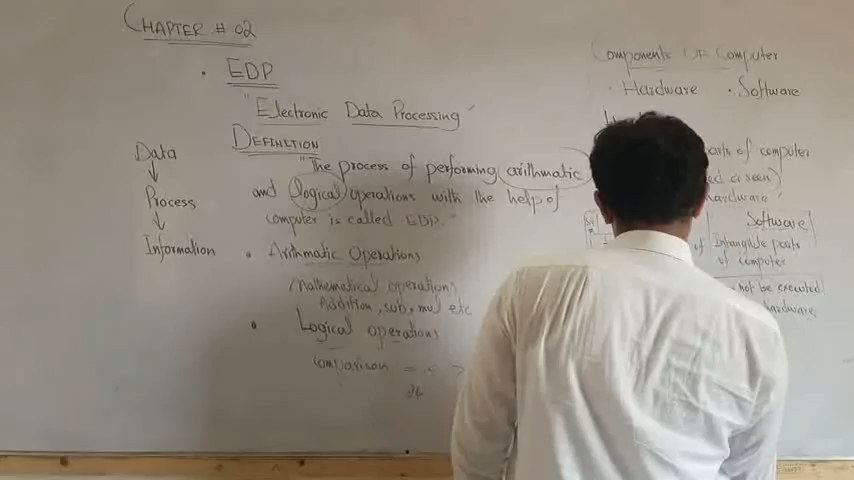 CHAPTER # 02
. EDP
"Electronic Data Processing"
DEFINITION
"The process of performing arithmatic
and logical operations with the help of
computer is called EDP."
Data
↓
Process
↓
Information
• Arithmatic Operations
Mathematical operations
Addition, sub, mul etc
• Logical operations
comparison = , < >
Components OF Computer
. Hardware . Software
parts of computer
or seen)
hardware
Software
Intangible parts
of computer
not be executed
hardware.